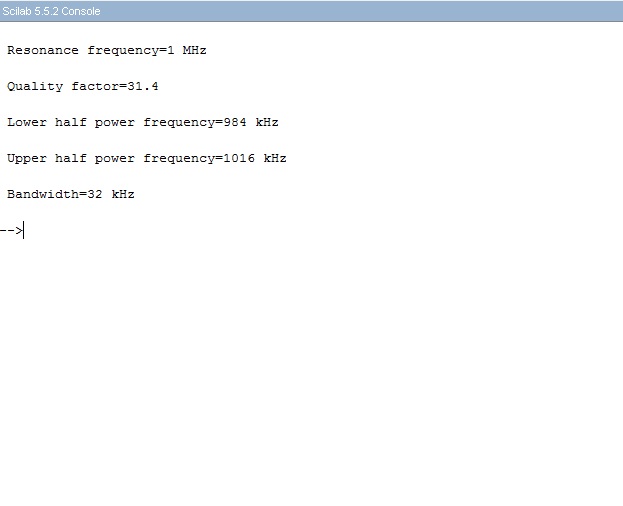 Scilab 5.5.2 Console
Resonance frequency=1 MHz
Quality factor=31.4
Lower half power frequency=984 kHz
Upper half power frequency=1016 kHz
Bandwidth=32 kHz
-->